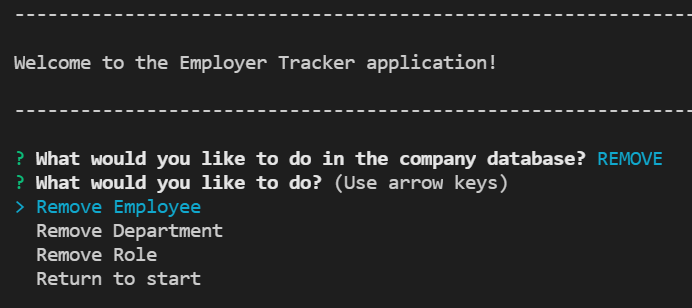 ---------------------------------------------------------------
Welcome to the Employer Tracker application!
---------------------------------------------------------------
? What would you like to do in the company database? REMOVE
? What would you like to do? (Use arrow keys)
> Remove Employee
Remove Department
Remove Role
Return to start